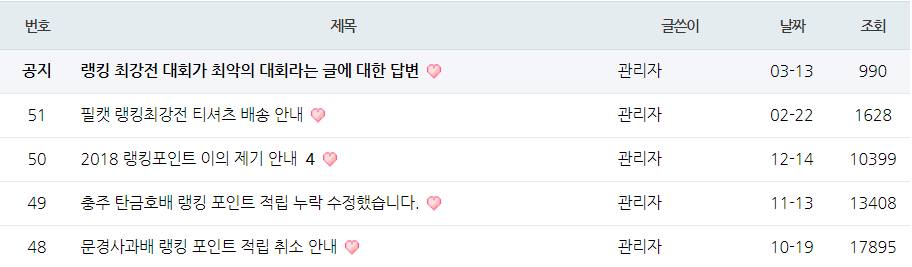 번호 제목 글쓴이 날짜 조회
공지 랭킹 최강전 대회가 최악의 대회라는 글에 대한 답변 관리자 03-13 990
51 필캣 랭킹최강전 티셔츠 배송 안내 관리자 02-22 1628
50 2018 랭킹포인트 이의 제기 안내 4 관리자 12-14 10399
49 충주 탄금호배 랭킹 포인트 적립 누락 수정했습니다. 관리자 11-13 13408
48 문경사과배 랭킹 포인트 적립 취소 안내 관리자 10-19 17895